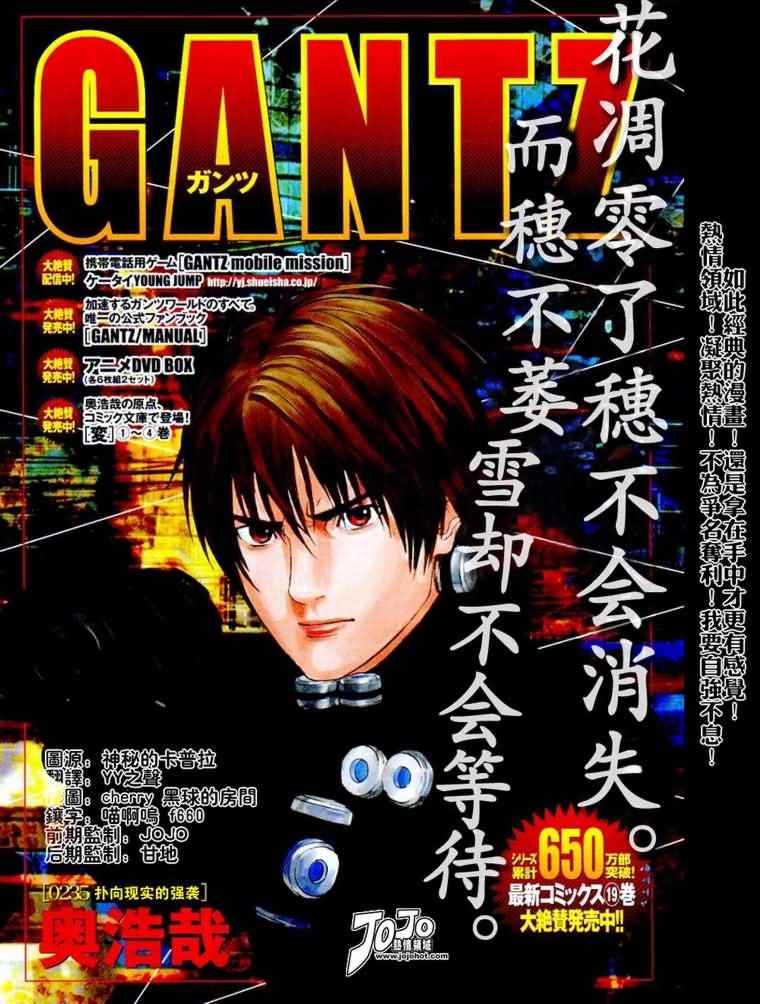 GANTZ
ガンツ
花凋零了穗不会消失。
而穗不萎
雪却不会等待。
大絶賛
配信中!
携帯電話用ゲーム[GANTZ mobile mission]
ケータイYOUNG JUMP http://yj.shueisha.co.jp/
大絶賛
発売中!
加速するガンツワールドのすべて。
唯一の公式ファンブック
[GANTZ/MANUAL]
大絶賛
発売中!
アニメDVD BOX
(各6枚組2セット)
大絶賛
発売中!
奥浩哉の原点、
コミック文庫で登場!
[変]①〜④巻
如此經典的漫畫!還是拿在手中才更有感覺!
熱情領域!凝聚熱情!不為爭名奪利!我要自強不息!
圖源: 神秘的卡普拉
翻譯: YY之聲
圖: cherry 黑球的房間
鑲字: 喵啊嗚 f660
前期監制: JOJO
后期監制: 甘地
[0235 扑向现实的强袭]
奥浩哉
シリーズ
累計
650
万部
突破!
最新コミックス⑲巻
大絶賛発売中!!
JOJO
熱情領域
www.jojohot.com